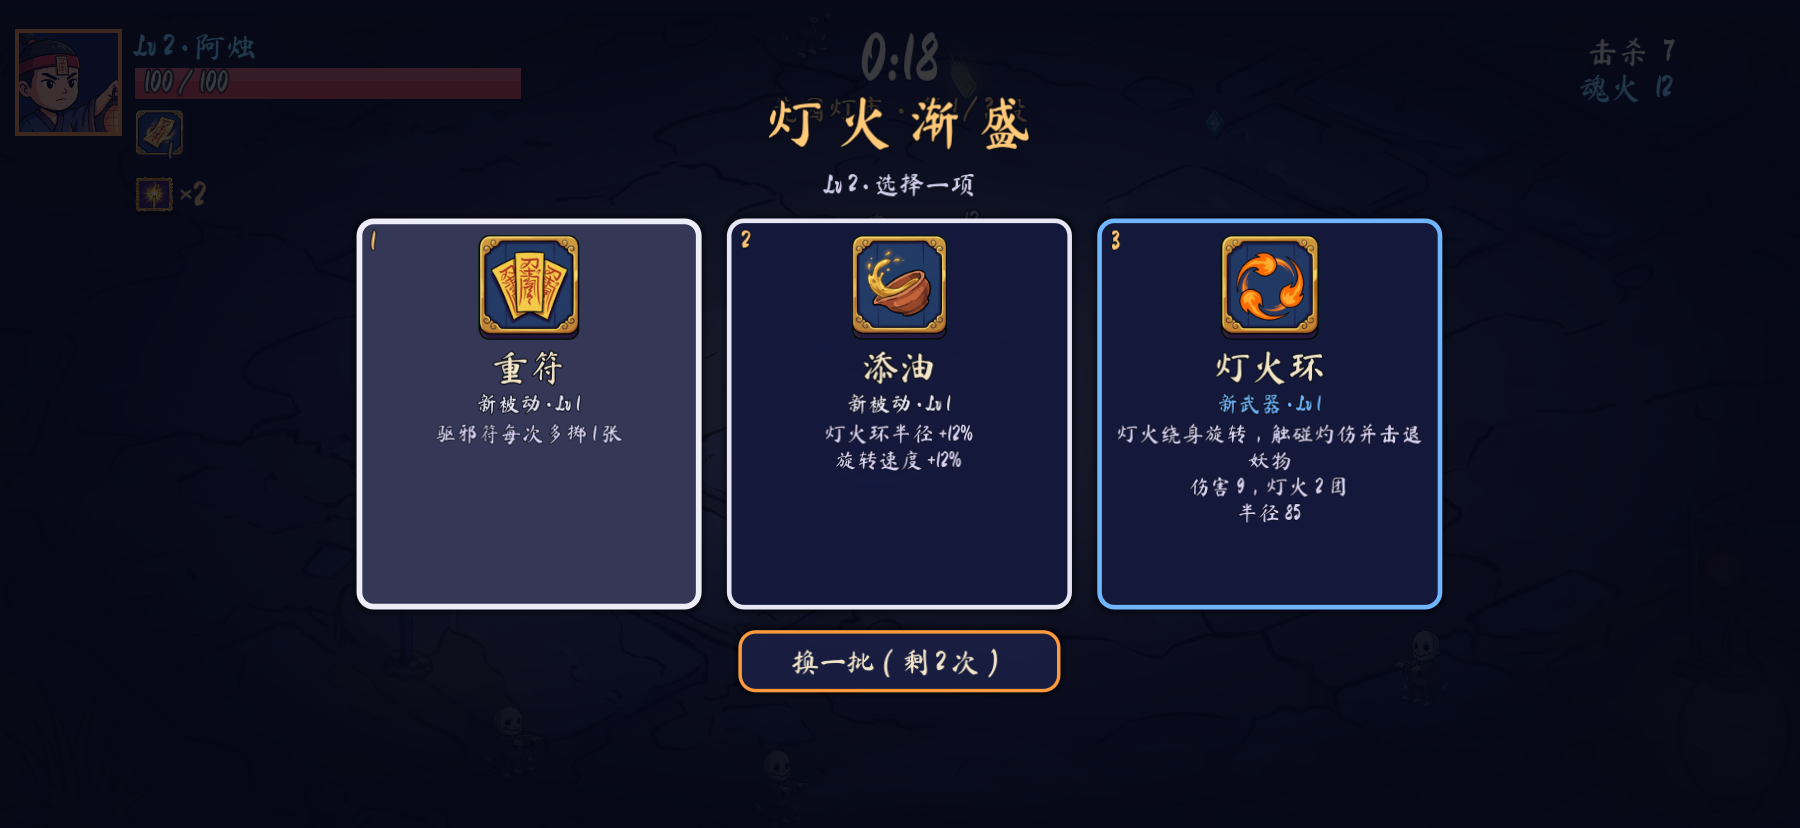 Lv 2·阿烛
100 / 100
1
×2
0:18
击杀 7
魂火 12
灯火渐盛
Lv 2·选择一项
12
1
重符
新被动·Lv 1
驱邪符每次多掷1张
2
添油
新被动·Lv 1
灯火环半径 +12%
旋转速度 +12%
3
灯火环
新武器·Lv 1
灯火绕身旋转，触碰灼伤并击退
妖物
伤害 9，灯火 2 团
半径 85
换一批（剩2次）